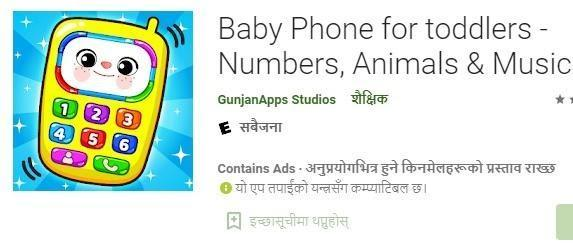 1 2 3
4 5 6
Baby Phone for toddlers -
Numbers, Animals & Music
GunjanApps Studios शैक्षिक
E सबैजना
Contains Ads · अनुप्रयोगभित्र हुने किनमेलहरूको प्रस्ताव राख्छ
यो एप तपाईंको यन्त्रसँग कम्प्याटिबल छ।
इच्छासूचीमा थप्नुहोस्